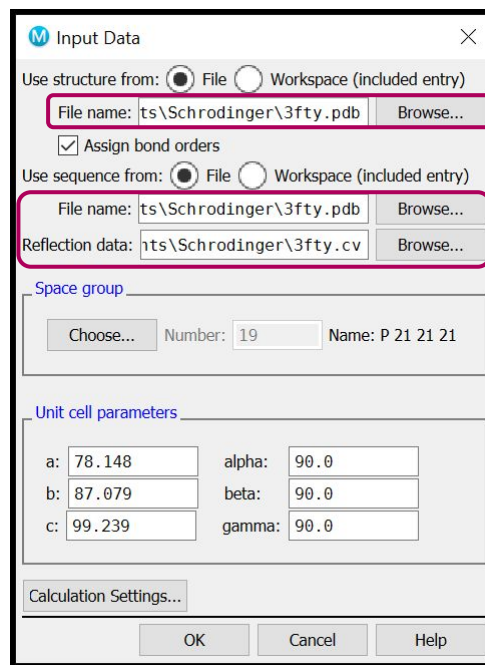 M Input Data
Use structure from: File Workspace (included entry)
File name: ts\Schrodinger\3fty.pdb Browse...
Assign bond orders
Use sequence from: File Workspace (included entry)
File name: ts\Schrodinger\3fty.pdb Browse...
Reflection data: nts\Schrodinger\3fty.cv Browse...
Space group
Choose... Number: 19 Name: P 21 21 21
Unit cell parameters
a: 78.148 alpha: 90.0
b: 87.079 beta: 90.0
c: 99.239 gamma: 90.0
Calculation Settings...
OK Cancel Help